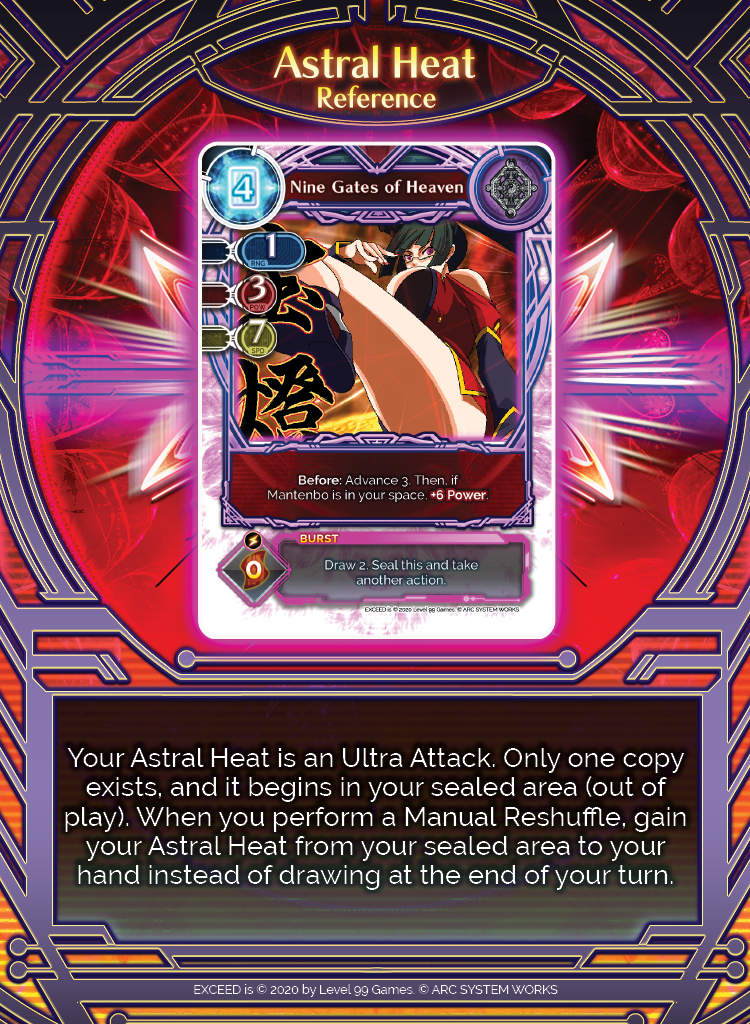 Astral Heat
Reference
4
Nine Gates of Heaven
1
RNG
3
POW
7
SPD
Before: Advance 3. Then, if
Mantenbo is in your space, +6 Power.
BURST
0
Draw 2. Seal this and take
another action.
EXCEED is © 2020 Level 99 Games. © ARC SYSTEM WORKS
Your Astral Heat is an Ultra Attack. Only one copy
exists, and it begins in your sealed area (out of
play). When you perform a Manual Reshuffle, gain
your Astral Heat from your sealed area to your
hand instead of drawing at the end of your turn.
EXCEED is © 2020 by Level 99 Games. © ARC SYSTEM WORKS